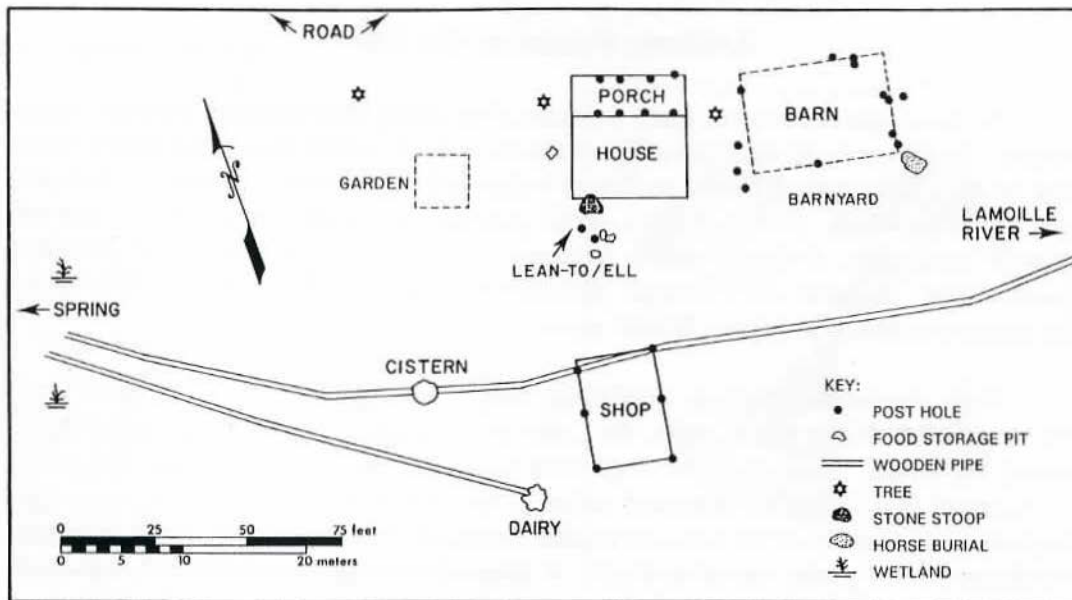 ROAD
PORCH
HOUSE
BARN
GARDEN
BARNYARD
LAMOILLE
RIVER
LEAN-TO/ELL
SPRING
CISTERN
SHOP
DAIRY
KEY:
POST HOLE
FOOD STORAGE PIT
WOODEN PIPE
TREE
STONE STOOP
HORSE BURIAL
WETLAND
N
0 25 50 75 feet
0 5 10 20 meters